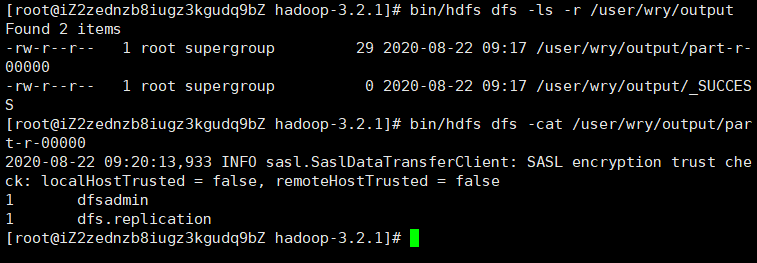 [root@iZ2zednzb8iugz3kgudq9bZ hadoop-3.2.1]# bin/hdfs dfs -ls -r /user/wry/output
Found 2 items
-rw-r--r--   1 root supergroup         29 2020-08-22 09:17 /user/wry/output/part-r-
00000
-rw-r--r--   1 root supergroup          0 2020-08-22 09:17 /user/wry/output/_SUCCES
S
[root@iZ2zednzb8iugz3kgudq9bZ hadoop-3.2.1]# bin/hdfs dfs -cat /user/wry/output/par
t-r-00000
2020-08-22 09:20:13,933 INFO sasl.SaslDataTransferClient: SASL encryption trust che
ck: localHostTrusted = false, remoteHostTrusted = false
1       dfsadmin
1       dfs.replication
[root@iZ2zednzb8iugz3kgudq9bZ hadoop-3.2.1]#